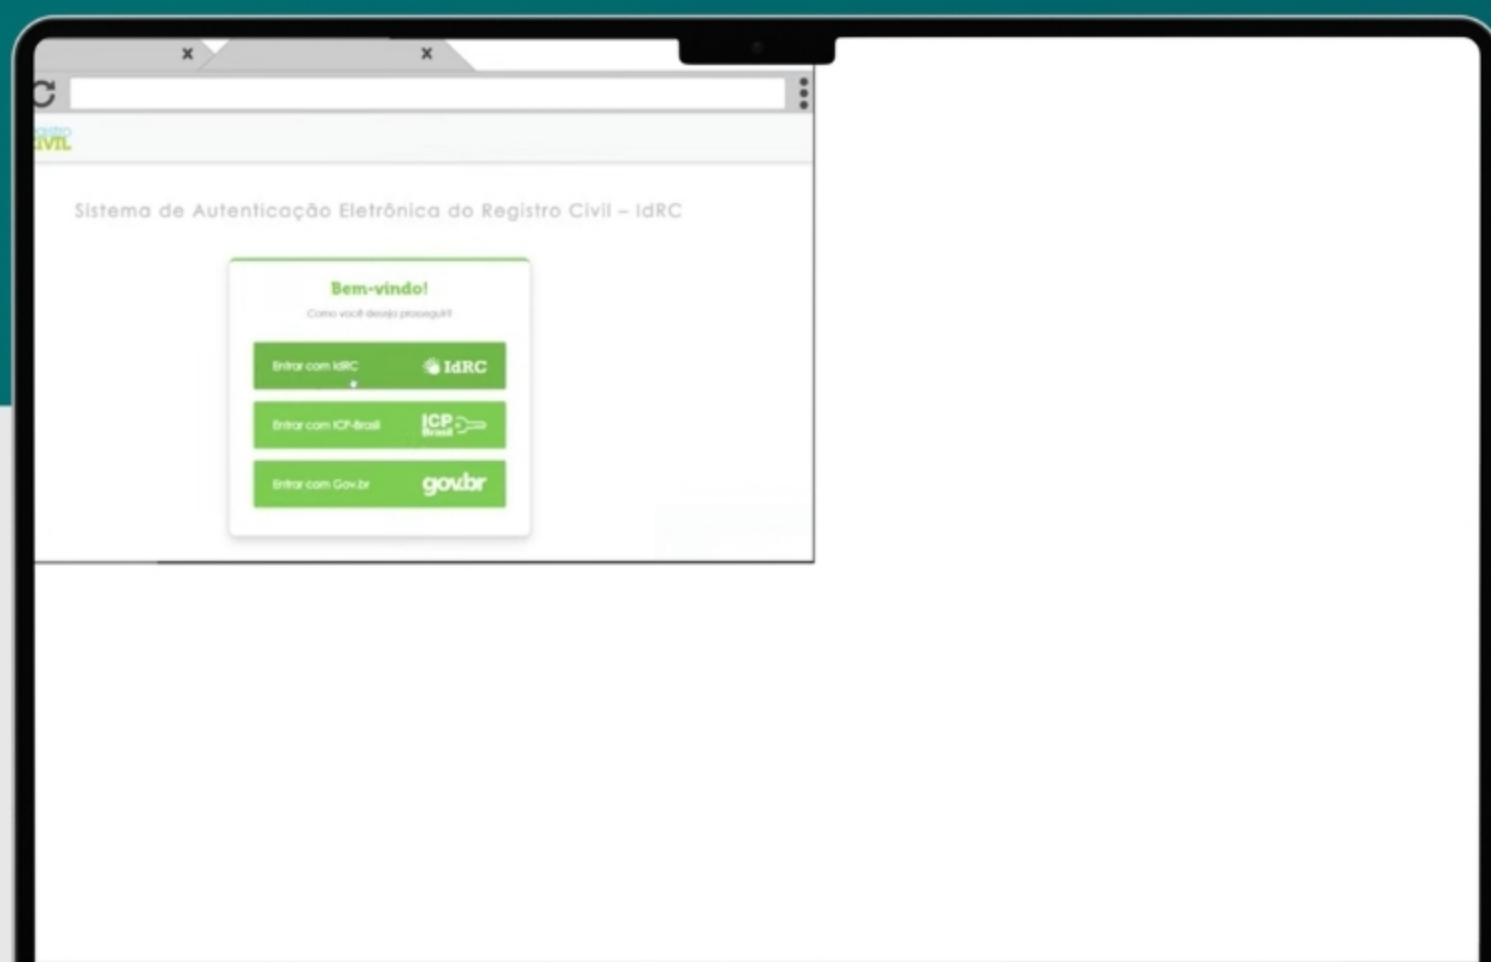 x x
CIVIL
Sistema de Autenticação Eletrônica do Registro Civil – IdRC
Bem-vindo!
Como você deseja prosseguir?
Entrar com IdRC IdRC
Entrar com ICP-Brasil ICP Brasil
Entrar com Gov.br gov.br